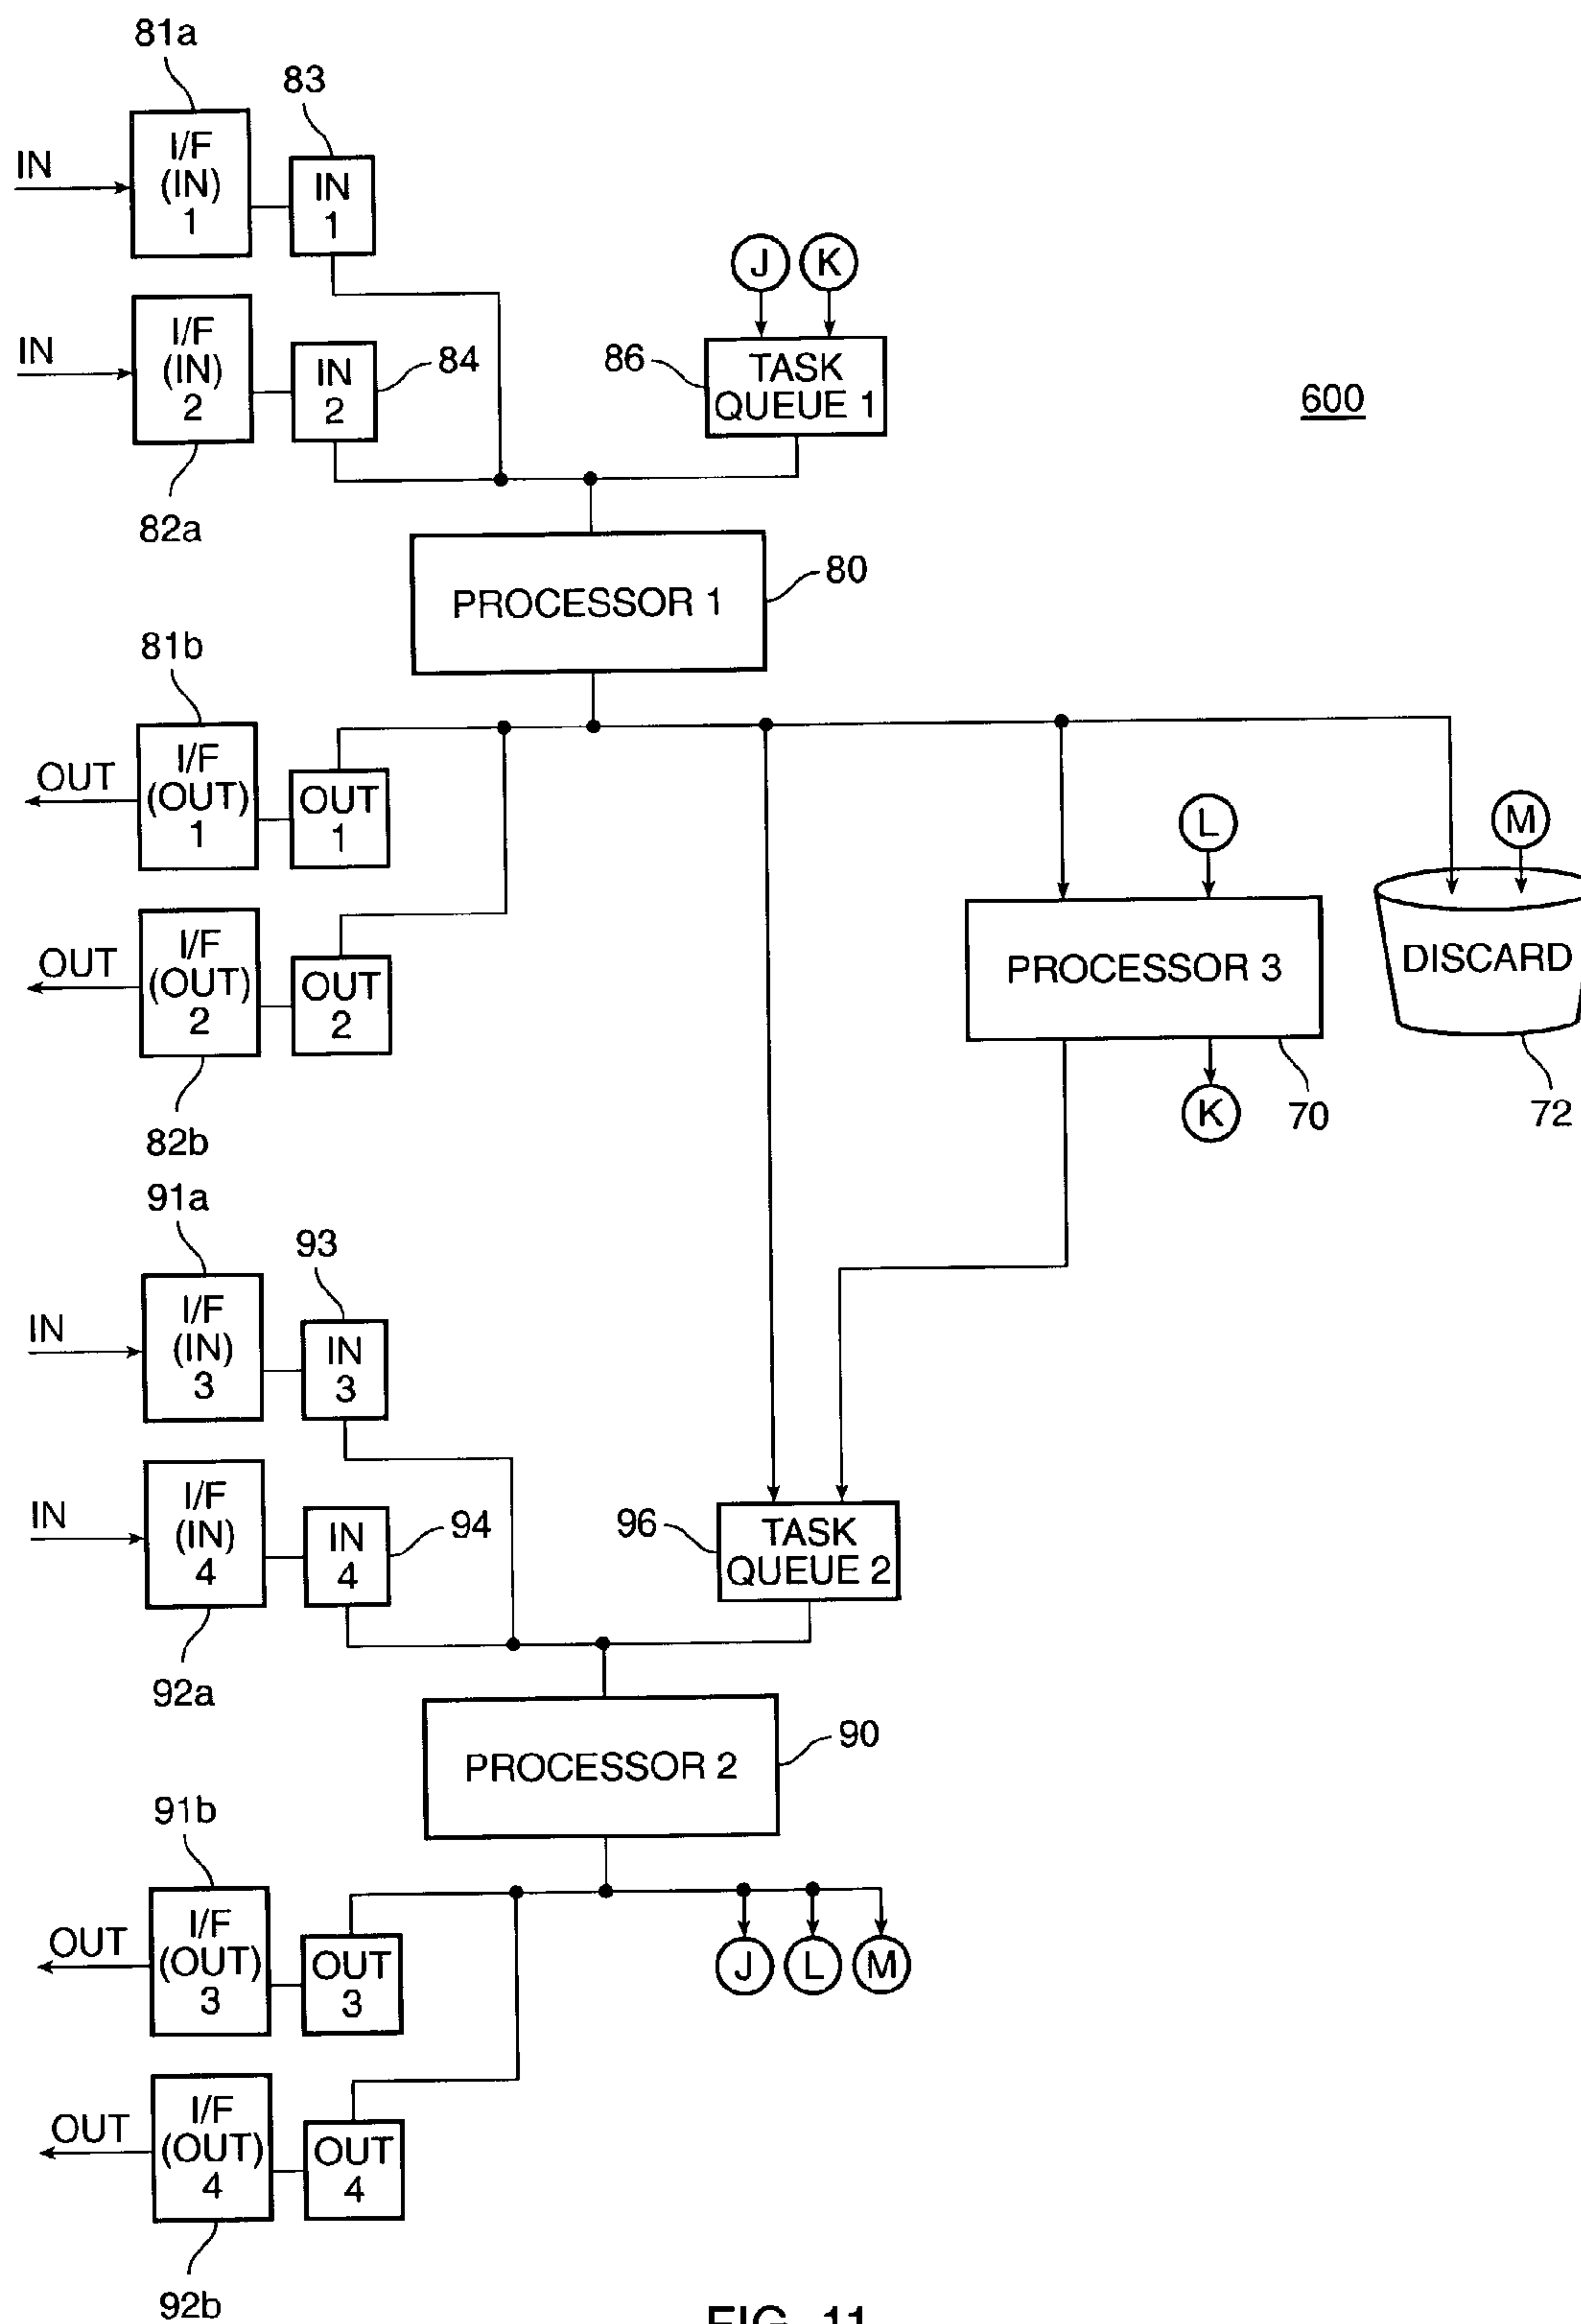 81a
83
IN
I/F
(IN)
1
IN
1
J
K
IN
I/F
(IN)
2
IN
2
84
86
TASK
QUEUE 1
600
82a
PROCESSOR 1
80
81b
OUT
I/F
(OUT)
1
OUT
1
L
M
OUT
I/F
(OUT)
2
OUT
2
PROCESSOR 3
DISCARD
82b
K
70
72
91a
93
IN
I/F
(IN)
3
IN
3
IN
I/F
(IN)
4
IN
4
94
96
TASK
QUEUE 2
92a
PROCESSOR 2
90
91b
OUT
I/F
(OUT)
3
OUT
3
J
L
M
OUT
I/F
(OUT)
4
OUT
4
92b
FIG. 11